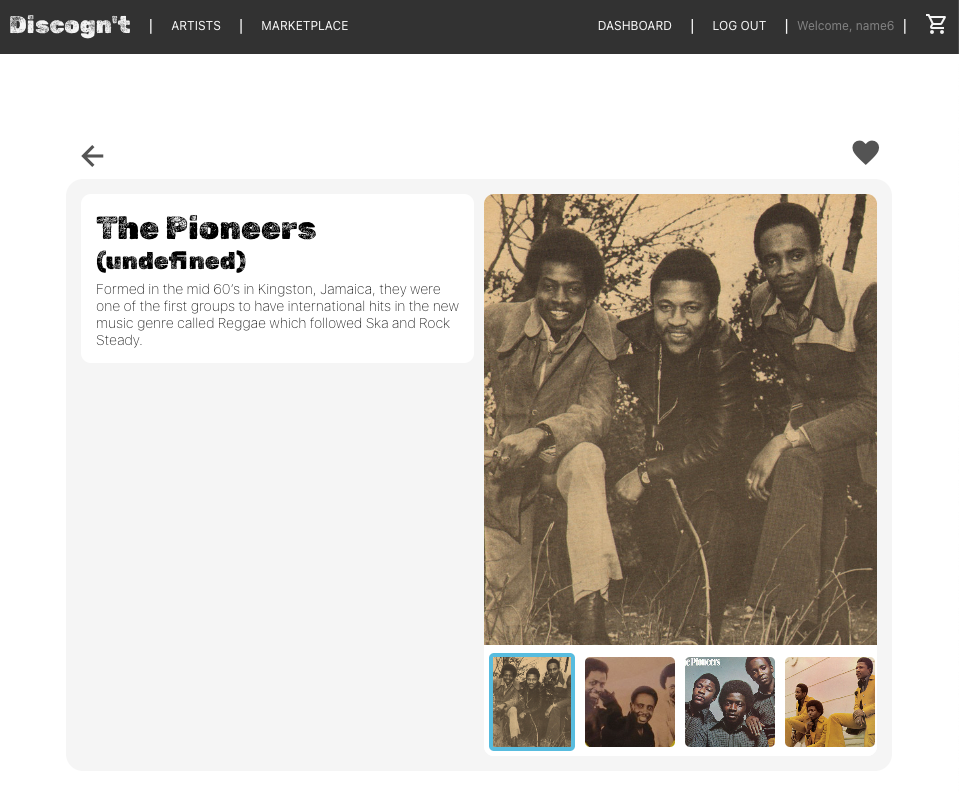 Discogn't | ARTISTS | MARKETPLACE DASHBOARD | LOG OUT | Welcome, name6 |
The Pioneers
(undefined)
Formed in the mid 60's in Kingston, Jamaica, they were
one of the first groups to have international hits in the new
music genre called Reggae which followed Ska and Rock
Steady.
e Pioneers